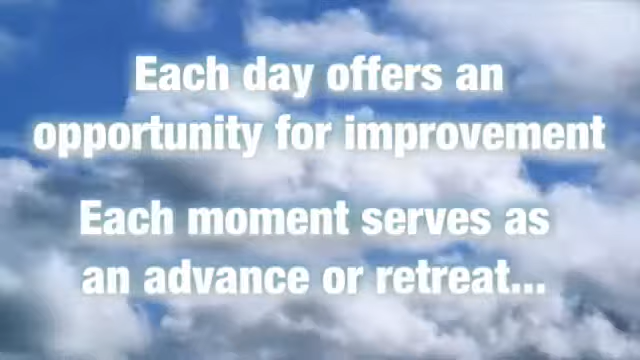 Each day offers an
opportunity for improvement
Each moment serves as
an advance or retreat...